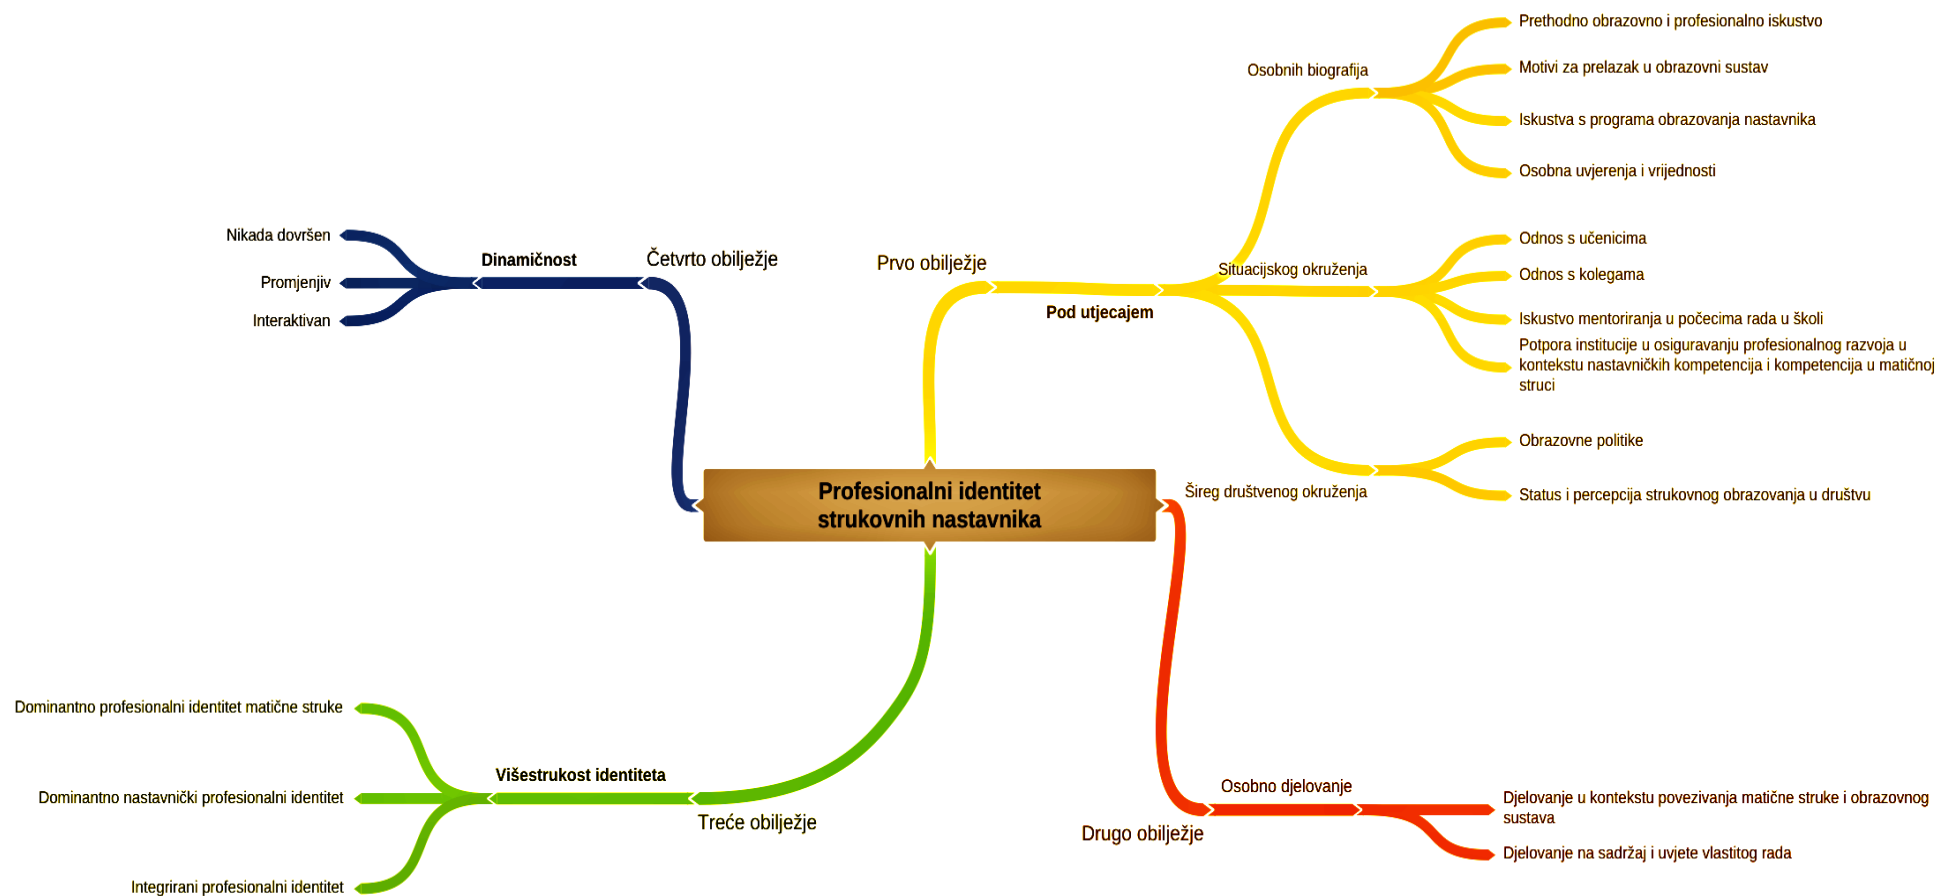 Profesionalni identitet
strukovnih nastavnika
Prvo obilježje
Pod utjecajem
Osobnih biografija
Prethodno obrazovno i profesionalno iskustvo
Motivi za prelazak u obrazovni sustav
Iskustva s programa obrazovanja nastavnika
Osobna uvjerenja i vrijednosti
Situacijskog okruženja
Odnos s učenicima
Odnos s kolegama
Iskustvo mentoriranja u počecima rada u školi
Potpora institucije u osiguravanju profesionalnog razvoja u
kontekstu nastavničkih kompetencija i kompetencija u matičnoj
struci
Šireg društvenog okruženja
Obrazovne politike
Status i percepcija strukovnog obrazovanja u društvu
Drugo obilježje
Osobno djelovanje
Djelovanje u kontekstu povezivanja matične struke i obrazovnog
sustava
Djelovanje na sadržaj i uvjete vlastitog rada
Treće obilježje
Višestrukost identiteta
Dominantno profesionalni identitet matične struke
Dominantno nastavnički profesionalni identitet
Integrirani profesionalni identitet
Četvrto obilježje
Dinamičnost
Nikada dovršen
Promjenjiv
Interaktivan